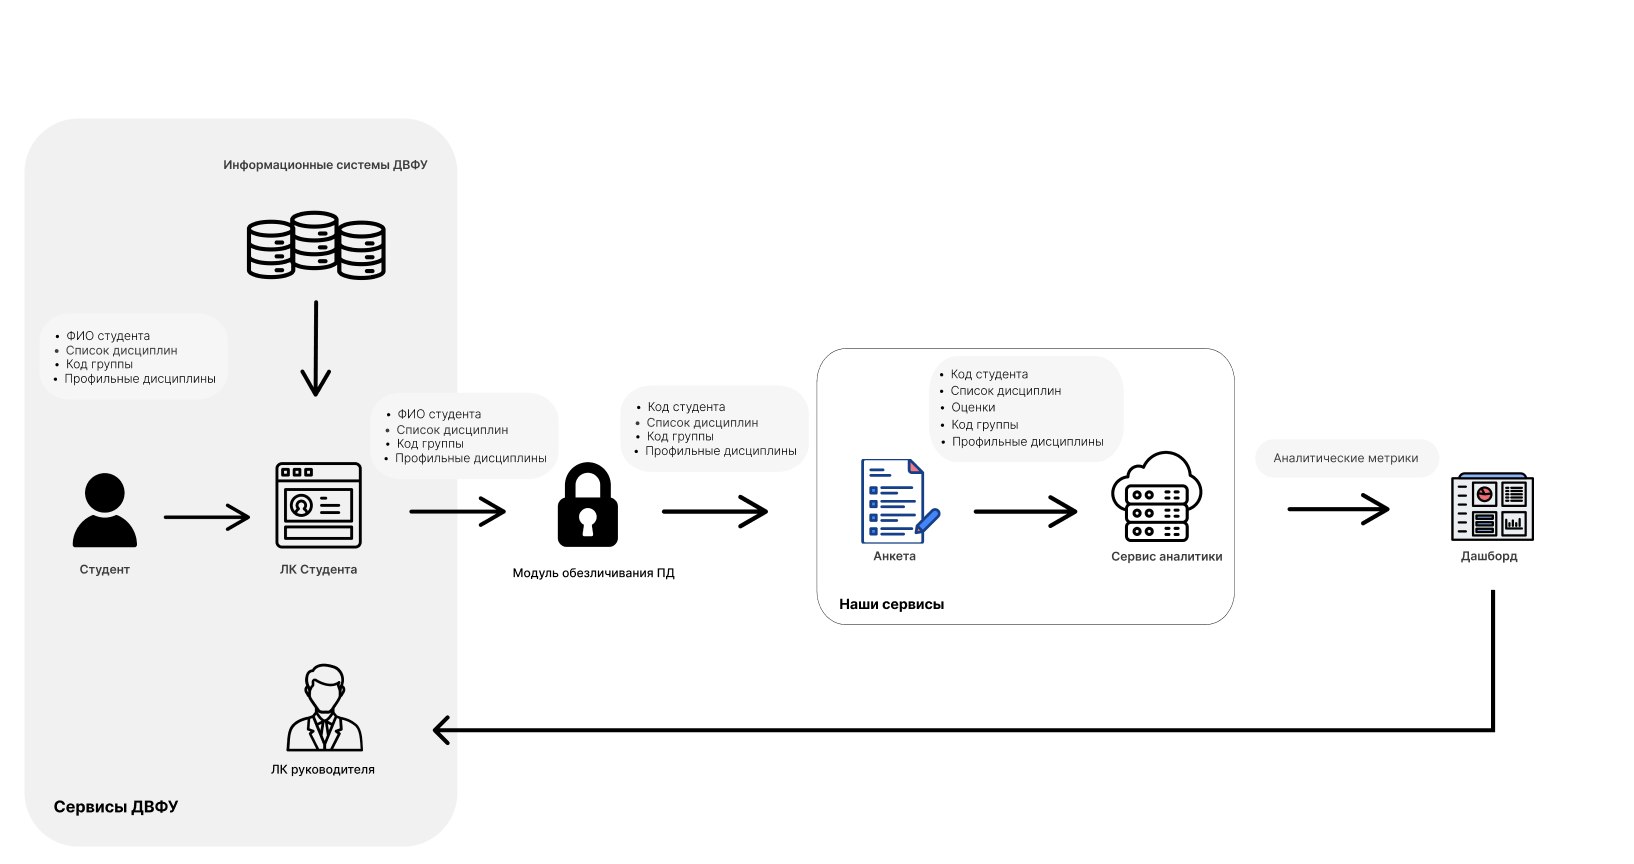 Информационные системы ДВФУ
• ФИО студента
• Список дисциплин
• Код группы
• Профильные дисциплины
• ФИО студента
• Список дисциплин
• Код группы
• Профильные дисциплины
• Код студента
• Список дисциплин
• Код группы
• Профильные дисциплины
• Код студента
• Список дисциплин
• Оценки
• Код группы
• Профильные дисциплины
Аналитические метрики
Студент
ЛК Студента
Модуль обезличивания ПД
Анкета
Сервис аналитики
Дашборд
Наши сервисы
ЛК руководителя
Сервисы ДВФУ